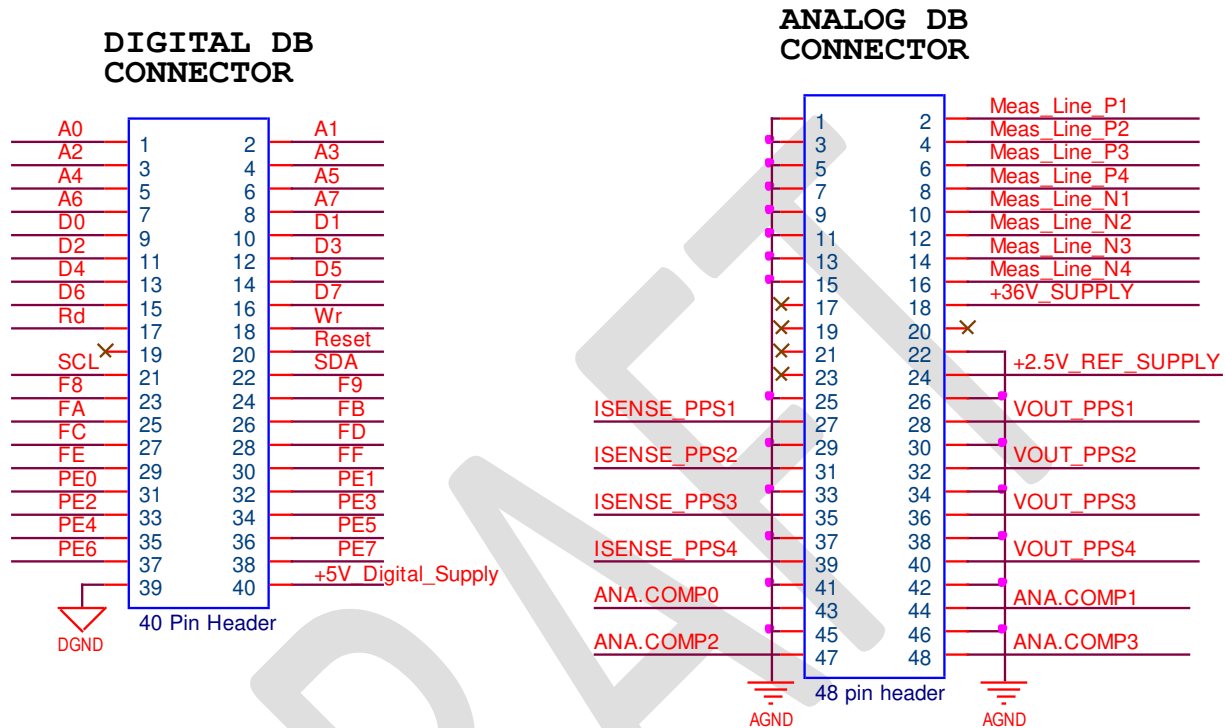 DIGITAL DB
CONNECTOR
A0 1 2 A1
A2 3 4 A3
A4 5 6 A5
A6 7 8 A7
D0 9 10 D1
D2 11 12 D3
D4 13 14 D5
D6 15 16 D7
Rd 17 18 Wr
19 20 Reset
SCL 21 22 SDA
F8 23 24 F9
FA 25 26 FB
FC 27 28 FD
FE 29 30 FF
PE0 31 32 PE1
PE2 33 34 PE3
PE4 35 36 PE5
PE6 37 38 PE7
39 40 +5V_Digital_Supply
40 Pin Header
DGND
ANALOG DB
CONNECTOR
1 2 Meas_Line_P1
3 4 Meas_Line_P2
5 6 Meas_Line_P3
7 8 Meas_Line_P4
9 10 Meas_Line_N1
11 12 Meas_Line_N2
13 14 Meas_Line_N3
15 16 Meas_Line_N4
17 18 +36V_SUPPLY
19 20
21 22
23 24 +2.5V_REF_SUPPLY
25 26
ISENSE_PPS1 27 28 VOUT_PPS1
29 30
ISENSE_PPS2 31 32 VOUT_PPS2
33 34
ISENSE_PPS3 35 36 VOUT_PPS3
37 38
ISENSE_PPS4 39 40 VOUT_PPS4
41 42
ANA.COMP0 43 44 ANA.COMP1
45 46
ANA.COMP2 47 48 ANA.COMP3
48 pin header
AGND AGND
DRAFT